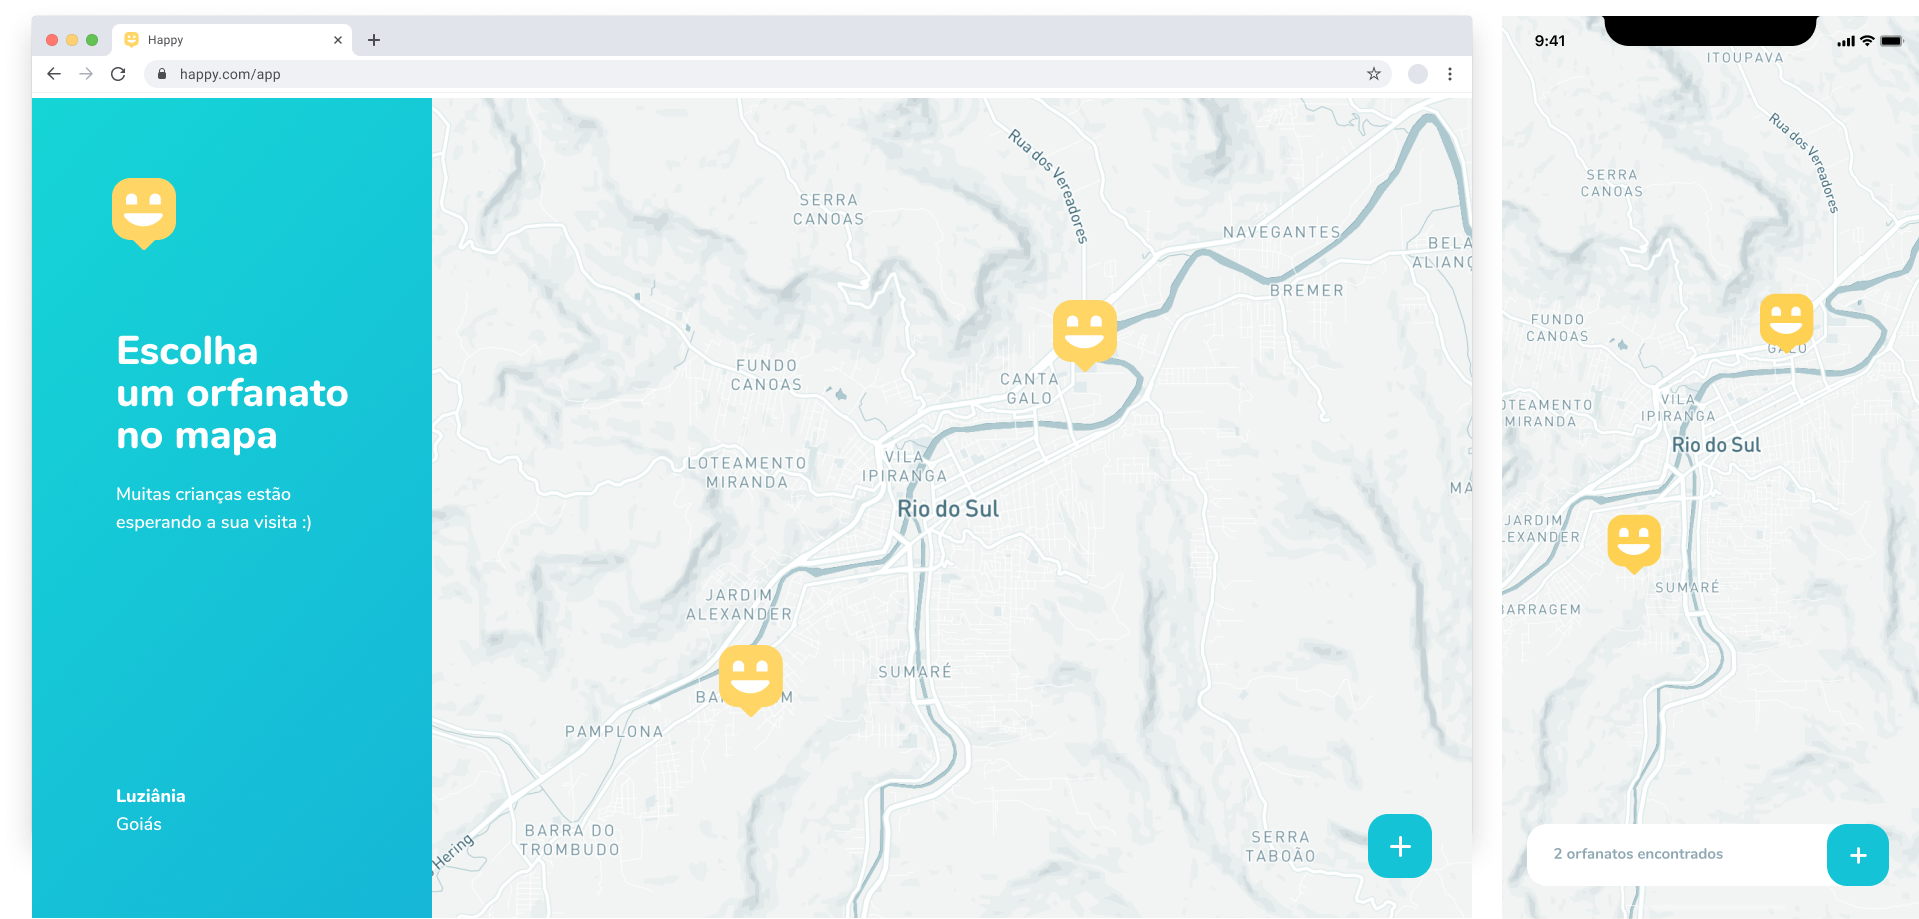 Happy
happy.com/app
Escolha
um orfanato
no mapa
Muitas crianças estão
esperando a sua visita :)
Luziânia
Goiás
Rua dos Vereadores
SERRA
CANOAS
NAVEGANTES
BELA
ALIANÇ
BREMER
FUNDO
CANOAS
CANTA
GALO
LOTEAMENTO
MIRANDA
VILA
IPIRANGA
MA
Rio do Sul
JARDIM
ALEXANDER
SUMARÉ
BA
M
PAMPLONA
BARRA DO
TROMBUDO
Hering
SERRA
TABOÃO
9:41
ITOUPAVA
Rua dos Vereadores
SERRA
CANOAS
FUNDO
CANOAS
GALO
OTEAMENTO
MIRANDA
VILA
IPIRANGA
Rio do Sul
JARDIM
LEXANDER
SUMARÉ
BARRAGEM
2 orfanatos encontrados